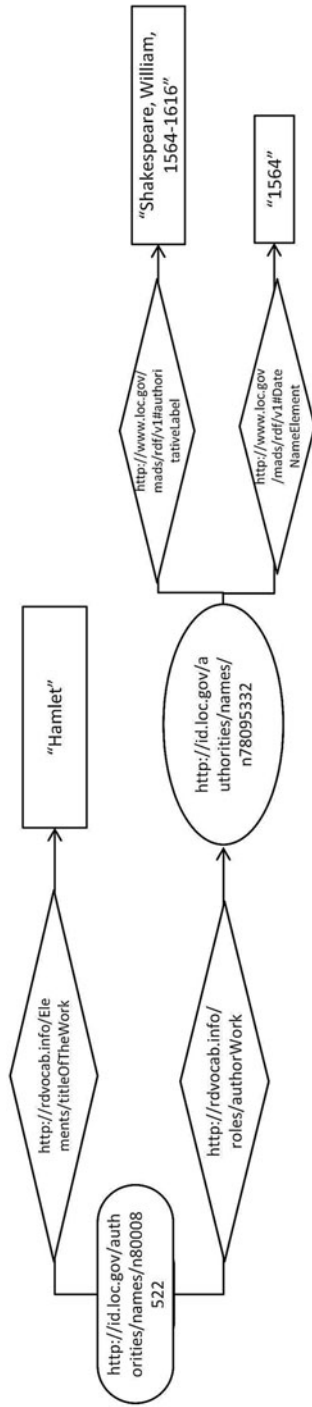 http://id.loc.gov/auth
orities/names/n80008
522
http://rdvocab.info/Ele
ments/titleOfTheWork
“Hamlet”
http://rdvocab.info/
roles/authorWork
http://id.loc.gov/a
uthorities/names/
n78095332
http://www.loc.gov/
mads/rdf/v1#authori
tativeLabel
“Shakespeare, William,
1564-1616”
http://www.loc.gov
/mads/rdf/v1#Date
NameElement
“1564”